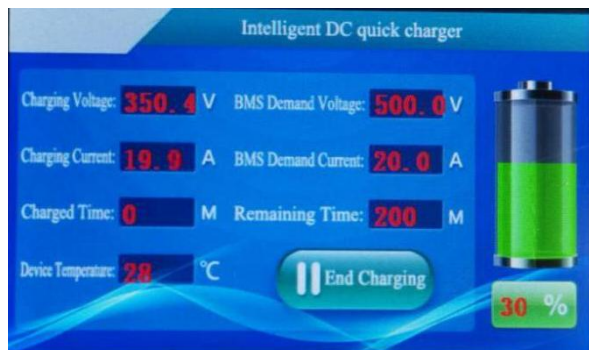 Intelligent DC quick charger
Charging Voltage: 350.4 V BMS Demand Voltage: 500.0 V
Charging Current: 19.9 A BMS Demand Current: 20.0 A
Charged Time: 0 M Remaining Time: 200 M
Device Temperature: 28 ℃
End Charging
30 %